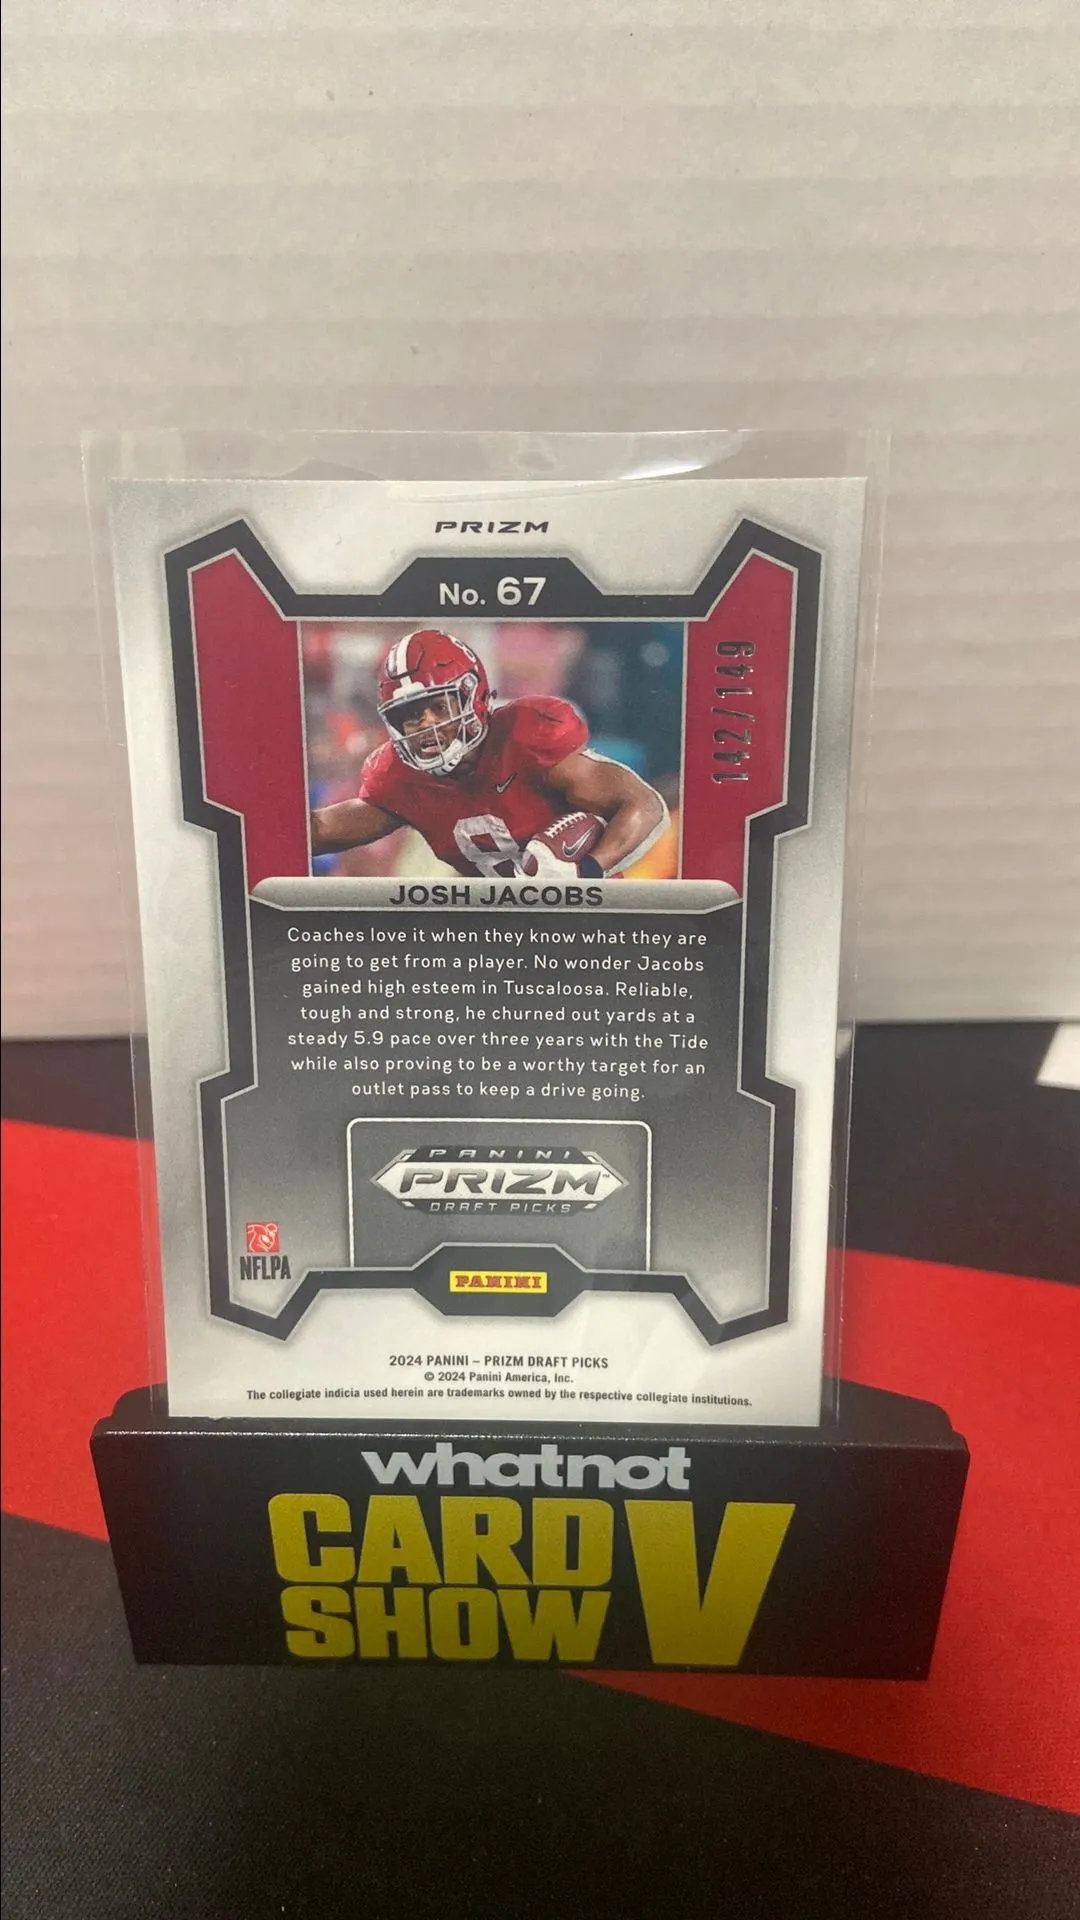 PRIZM
No. 67
142/149
8
JOSH JACOBS
Coaches love it when they know what they are
going to get from a player. No wonder Jacobs
gained high esteem in Tuscaloosa. Reliable,
tough and strong, he churned out yards at a
steady 5.9 pace over three years with the Tide
while also proving to be a worthy target for an
outlet pass to keep a drive going.
PANINI
PRIZM™
DRAFT PICKS
NFLPA
PANINI
2024 PANINI – PRIZM DRAFT PICKS
© 2024 Panini America, Inc.
The collegiate indicia used herein are trademarks owned by the respective collegiate institutions.
whatnot
CARD
SHOW V